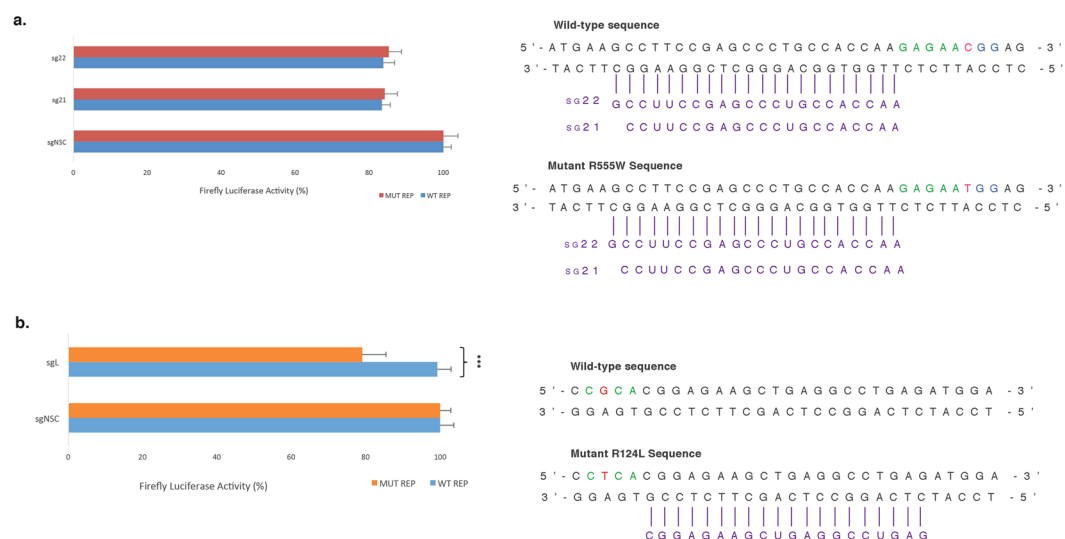 a.
sg22
sg21
sgNSC
0 20 40 60 80 100
Firefly Luciferase Activity (%)
MUT REP WT REP
Wild-type sequence
5'- ATGAAGCCTTCCGAGCCCTGCCACCAAGAGAACGGAG -3'
3'- TACTTCGGAAGGCTCGGGACGGTGGTTCTCTTACCTC -5'
SG22 GCCUUCCGAGCCCUGCCACCAA
SG21 CCUUCCGAGCCCUGCCACCAA
Mutant R555W Sequence
5'- ATGAAGCCTTCCGAGCCCTGCCACCAAGAGAATGGAG -3'
3'- TACTTCGGAAGGCTCGGGACGGTGGTTCTCTTACCTC -5'
SG22 GCCUUCCGAGCCCUGCCACCAA
SG21 CCUUCCGAGCCCUGCCACCAA
b.
sgL
***
sgNSC
0 20 40 60 80 100
Firefly Luciferase Activity (%)
MUT REP WT REP
Wild-type sequence
5'- CCGCACGGAGAAGCTGAGGCCTGAGATGGA -3'
3'- GGAGTGCCTCTTCGACTCCGGACTCTACCT -5'
Mutant R124L Sequence
5'- CCTCACGGAGAAGCTGAGGCCTGAGATGGA -3'
3'- GGAGTGCCTCTTCGACTCCGGACTCTACCT -5'
CGGAGAAGCUGAGGCCUGAG